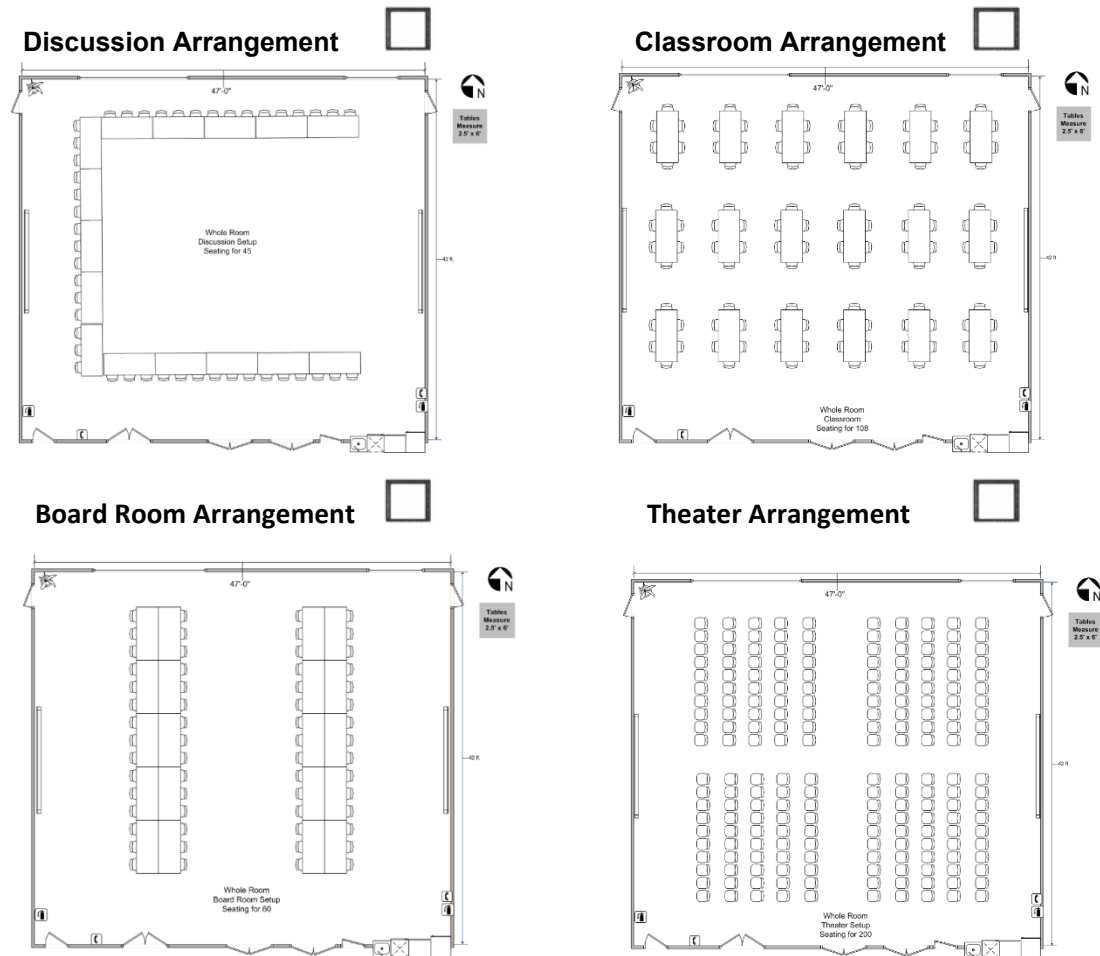 Discussion Arrangement
47'-0"
N
Tables
Measure
2.5' x 6'
Whole Room
Discussion Setup
Seating for 45
42 ft.
Classroom Arrangement
47'-0"
N
Tables
Measure
2.5' x 6'
42 ft.
Whole Room
Classroom
Seating for 108
Board Room Arrangement
47'-0"
N
Tables
Measure
2.5' x 6'
42 ft.
Whole Room
Board Room Setup
Seating for 60
Theater Arrangement
47'-0"
N
Tables
Measure
2.5' x 6'
42 ft.
Whole Room
Theater Setup
Seating for 200